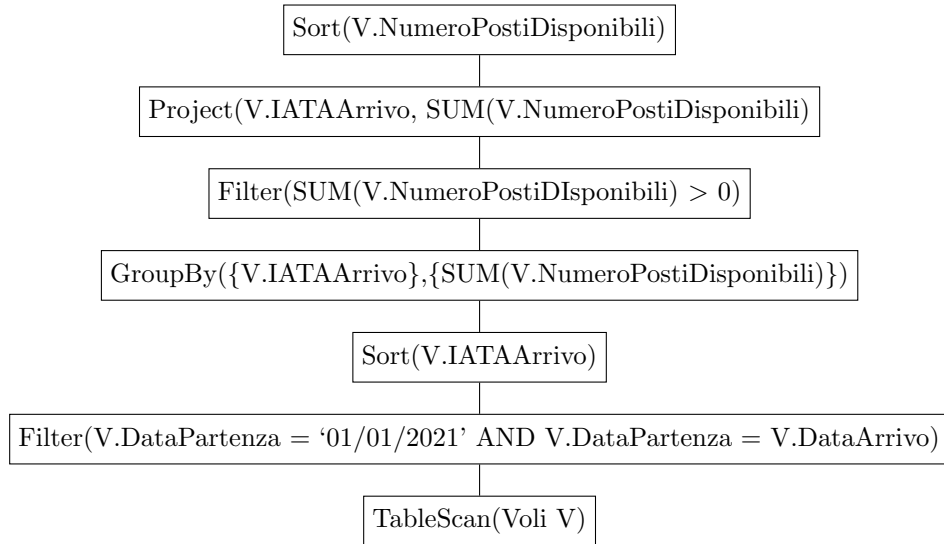 Sort(V.NumeroPostiDisponibili)
Project(V.IATAArrivo, SUM(V.NumeroPostiDisponibili)
Filter(SUM(V.NumeroPostiDIsponibili) > 0)
GroupBy({V.IATAArrivo},{SUM(V.NumeroPostiDisponibili)})
Sort(V.IATAArrivo)
Filter(V.DataPartenza = ‘01/01/2021’ AND V.DataPartenza = V.DataArrivo)
TableScan(Voli V)